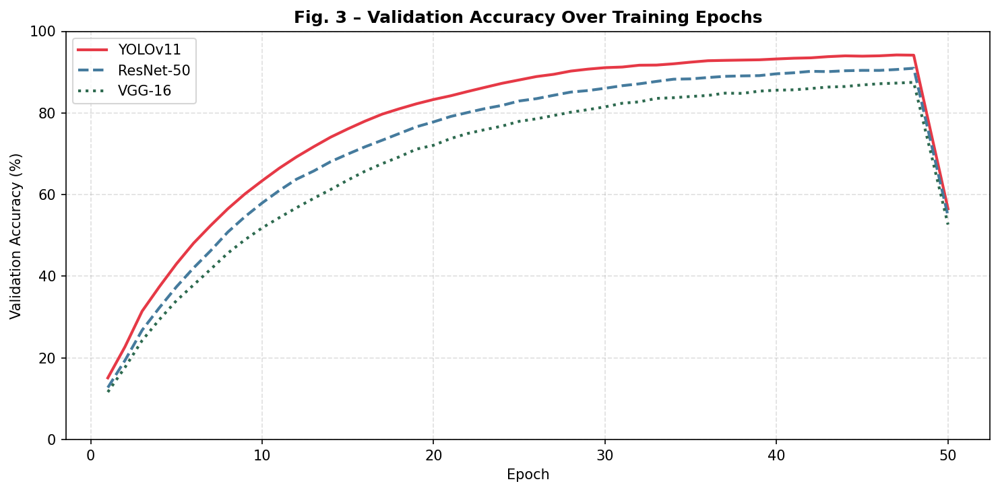 Fig. 3 – Validation Accuracy Over Training Epochs
100
80
60
40
20
0
Validation Accuracy (%)
YOLOv11
ResNet-50
VGG-16
0 10 20 30 40 50
Epoch